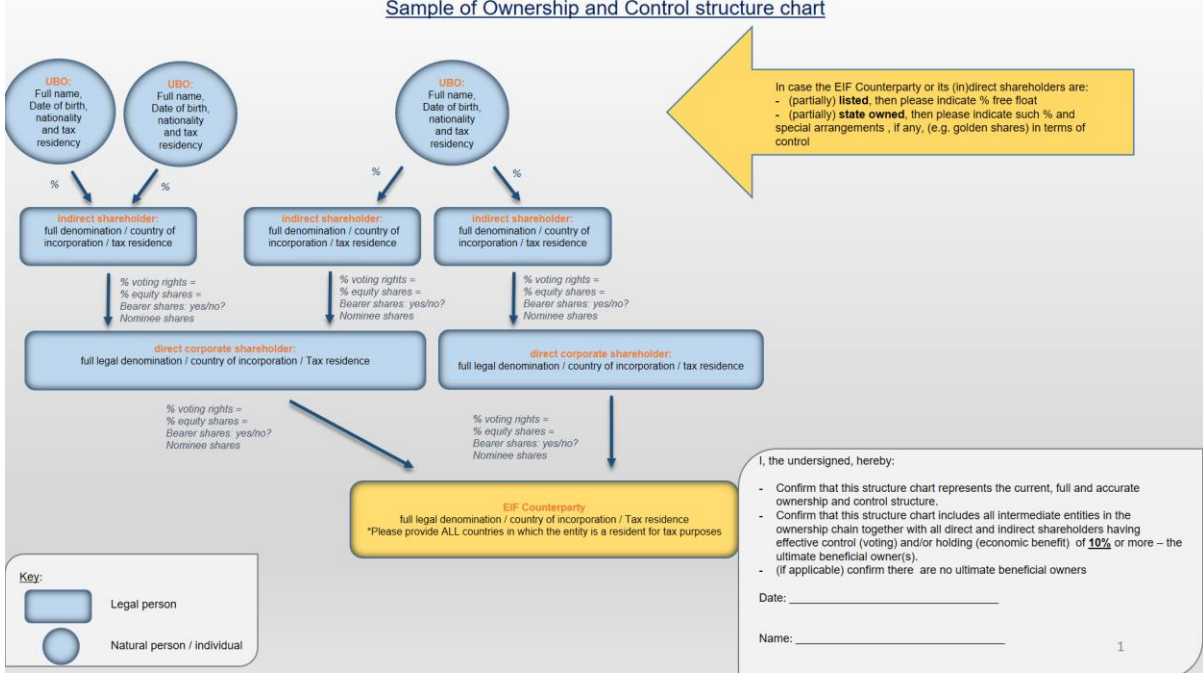 Sample of Ownership and Control structure chart
UBO:
Full name,
Date of birth,
nationality
and tax
residency
UBO:
Full name,
Date of birth,
nationality
and tax
residency
UBO:
Full name,
Date of birth,
nationality
and tax
residency
In case the EIF Counterparty or its (in)direct shareholders are:
- (partially) listed, then please indicate % free float
- (partially) state owned, then please indicate such % and
special arrangements , if any, (e.g. golden shares) in terms of
control
%
%
%
%
indirect shareholder:
full denomination / country of
incorporation / tax residence
indirect shareholder:
full denomination / country of
incorporation / tax residence
indirect shareholder:
full denomination / country of
incorporation / tax residence
% voting rights =
% equity shares =
Bearer shares: yes/no?
Nominee shares
% voting rights =
% equity shares =
Bearer shares: yes/no?
Nominee shares
% voting rights =
% equity shares =
Bearer shares: yes/no?
Nominee shares
direct corporate shareholder:
full legal denomination / country of incorporation / Tax residence
direct corporate shareholder:
full legal denomination / country of incorporation / tax residence
% voting rights =
% equity shares =
Bearer shares: yes/no?
Nominee shares
% voting rights =
% equity shares =
Bearer shares: yes/no?
Nominee shares
EIF Counterparty
full legal denomination / country of incorporation / Tax residence
*Please provide ALL countries in which the entity is a resident for tax purposes
I, the undersigned, hereby:
- Confirm that this structure chart represents the current, full and accurate
ownership and control structure.
- Confirm that this structure chart includes all intermediate entities in the
ownership chain together with all direct and indirect shareholders having
effective control (voting) and/or holding (economic benefit) of 10% or more – the
ultimate beneficial owner(s).
- (if applicable) confirm there are no ultimate beneficial owners
Date: ______________________________
Name: ______________________________
1
Key:
Legal person
Natural person / individual